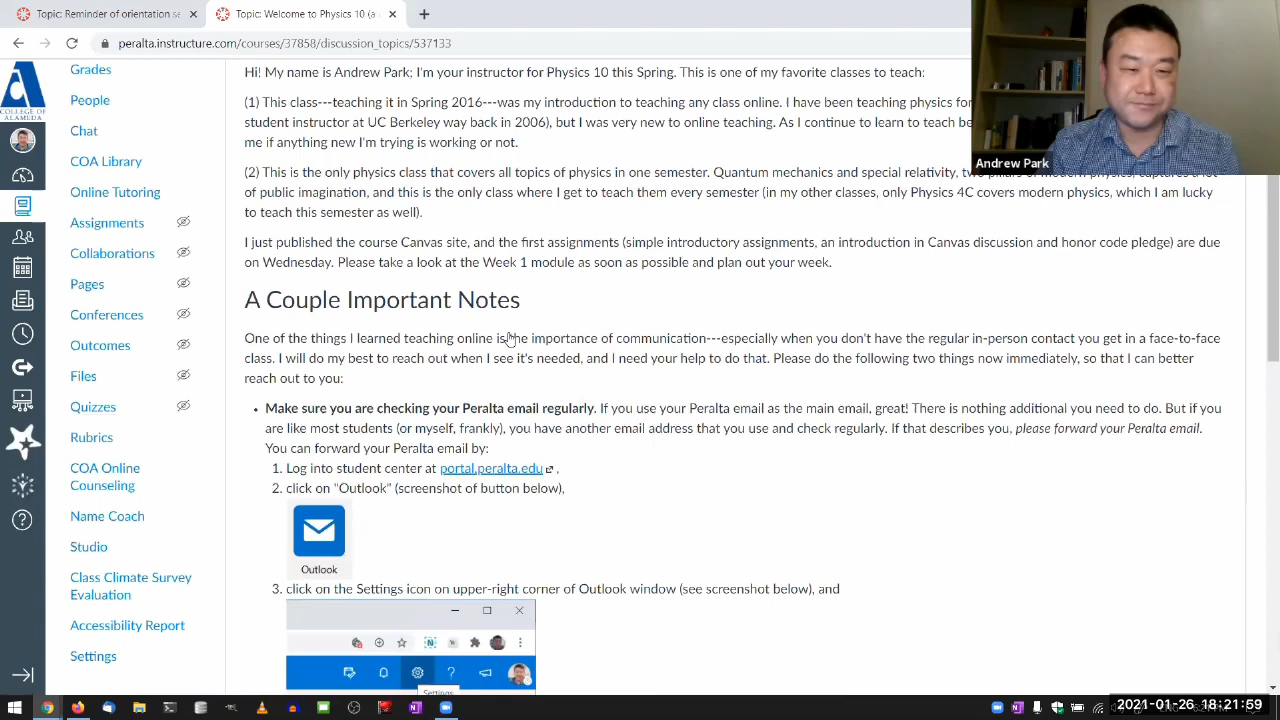 Topic: Reminder of orientation se
Topic: Welcome to Physics 10 (a c
peralta.instructure.com/courses/37858/discussion_topics/537133
Andrew Park
COLLEGE OF
ALAMEDA
Grades
People
Chat
COA Library
Online Tutoring
Assignments
Collaborations
Pages
Conferences
Outcomes
Files
Quizzes
Rubrics
COA Online
Counseling
Name Coach
Studio
Class Climate Survey
Evaluation
Accessibility Report
Settings
Hi! My name is Andrew Park; I'm your instructor for Physics 10 this Spring. This is one of my favorite classes to teach:
(1) This class---teaching it in Spring 2016---was my introduction to teaching any class online. I have been teaching physics for
student instructor at UC Berkeley way back in 2006), but I was very new to online teaching. As I continue to learn to teach be
me if anything new I'm trying is working or not.
(2) This is the only physics class that covers all topics of physics in one semester. Quantum mechanics and special relativity,
of public imagination, and this is the only class where I get to teach them every semester (in my other classes, only Physics 4C covers modern physics, which I am lucky
to teach this semester as well).
I just published the course Canvas site, and the first assignments (simple introductory assignments, an introduction in Canvas discussion and honor code pledge) are due
on Wednesday. Please take a look at the Week 1 module as soon as possible and plan out your week.
A Couple Important Notes
One of the things I learned teaching online is the importance of communication---especially when you don't have the regular in-person contact you get in a face-to-face
class. I will do my best to reach out when I see it's needed, and I need your help to do that. Please do the following two things now immediately, so that I can better
reach out to you:
• Make sure you are checking your Peralta email regularly. If you use your Peralta email as the main email, great! There is nothing additional you need to do. But if you
are like most students (or myself, frankly), you have another email address that you use and check regularly. If that describes you, please forward your Peralta email.
You can forward your Peralta email by:
1. Log into student center at portal.peralta.edu,
2. click on "Outlook" (screenshot of button below),
Outlook
3. click on the Settings icon on upper-right corner of Outlook window (see screenshot below), and
Settings
2021-01-26 18:21:59